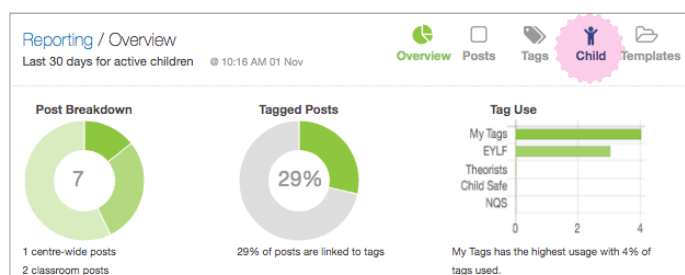 Reporting / Overview
Last 30 days for active children @ 10:16 AM 01 Nov
Overview Posts Tags Child Templates
Post Breakdown
7
1 centre-wide posts
2 classroom posts
Tagged Posts
29%
29% of posts are linked to tags
Tag Use
My Tags
EYLF
Theorists
Child Safe
NQS
0 2 4
My Tags has the highest usage with 4% of
tags used.